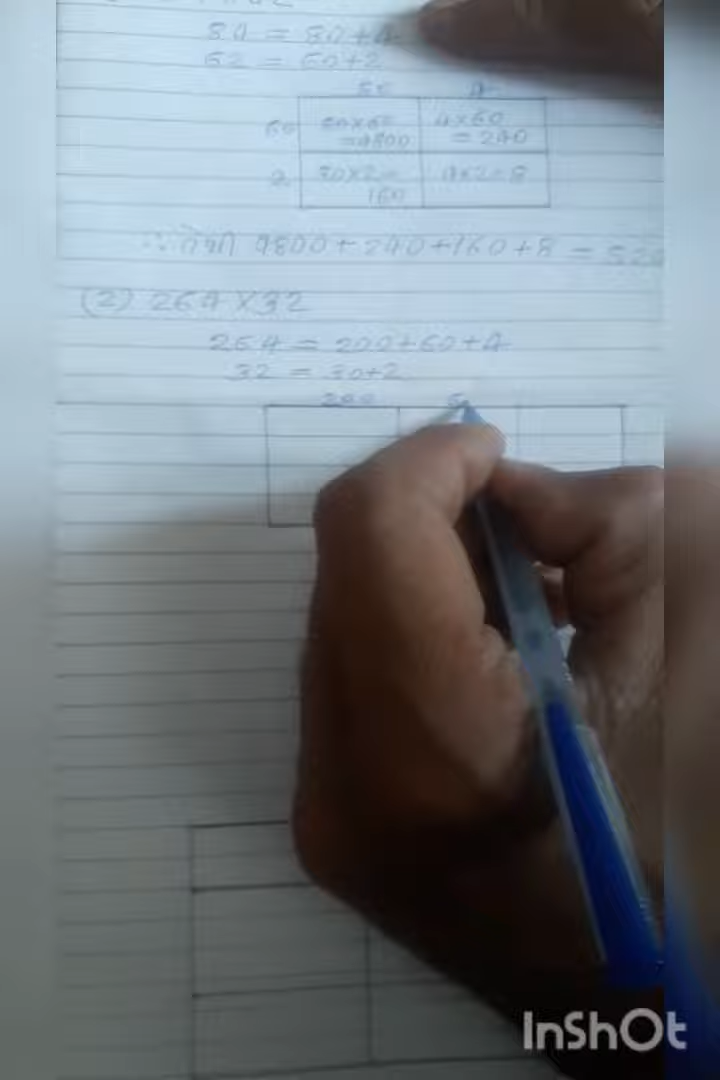 84 = 80+4
62 = 60+2
80 4
60 80×60 =4800 4×60 = 240
2 80×2= 160 4×2=8
4800+240+160+8 = 520
(2) 264×32
264 = 200+60+4
32 = 30+2
200 6
InShOt